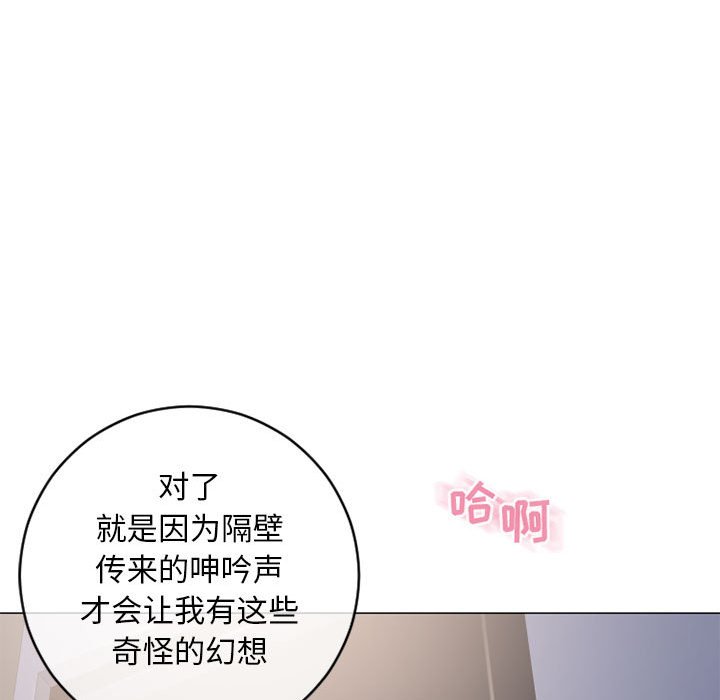 对了
就是因为隔壁
传来的呻吟声
才会让我有这些
奇怪的幻想
哈啊